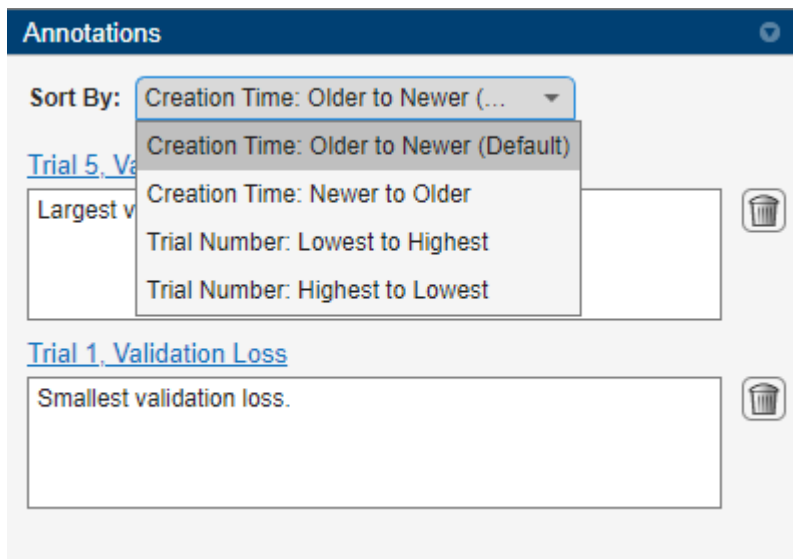 Annotations
Sort By: Creation Time: Older to Newer (...
Creation Time: Older to Newer (Default)
Trial 5, Va
Creation Time: Newer to Older
Largest v
Trial Number: Lowest to Highest
Trial Number: Highest to Lowest
Trial 1, Validation Loss
Smallest validation loss.